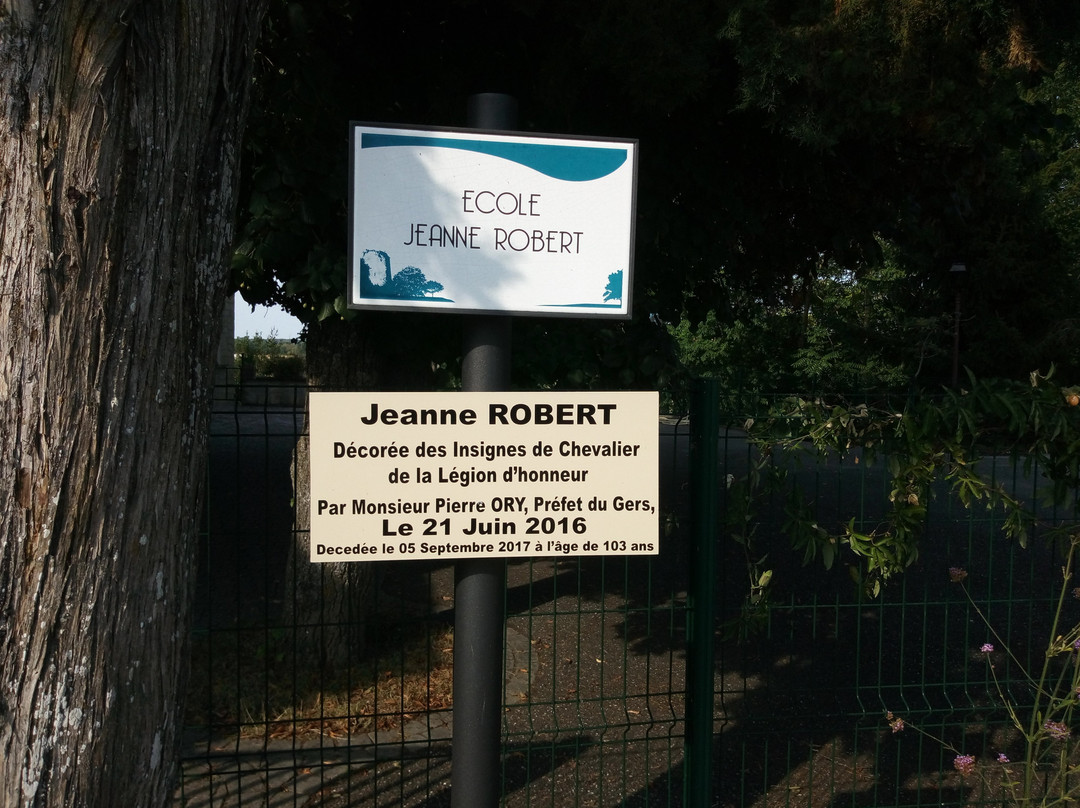 ECOLE
JEANNE ROBERT
Jeanne ROBERT
Décorée des Insignes de Chevalier
de la Légion d'honneur
Par Monsieur Pierre ORY, Préfet du Gers,
Le 21 Juin 2016
Decedée le 05 Septembre 2017 à l'âge de 103 ans